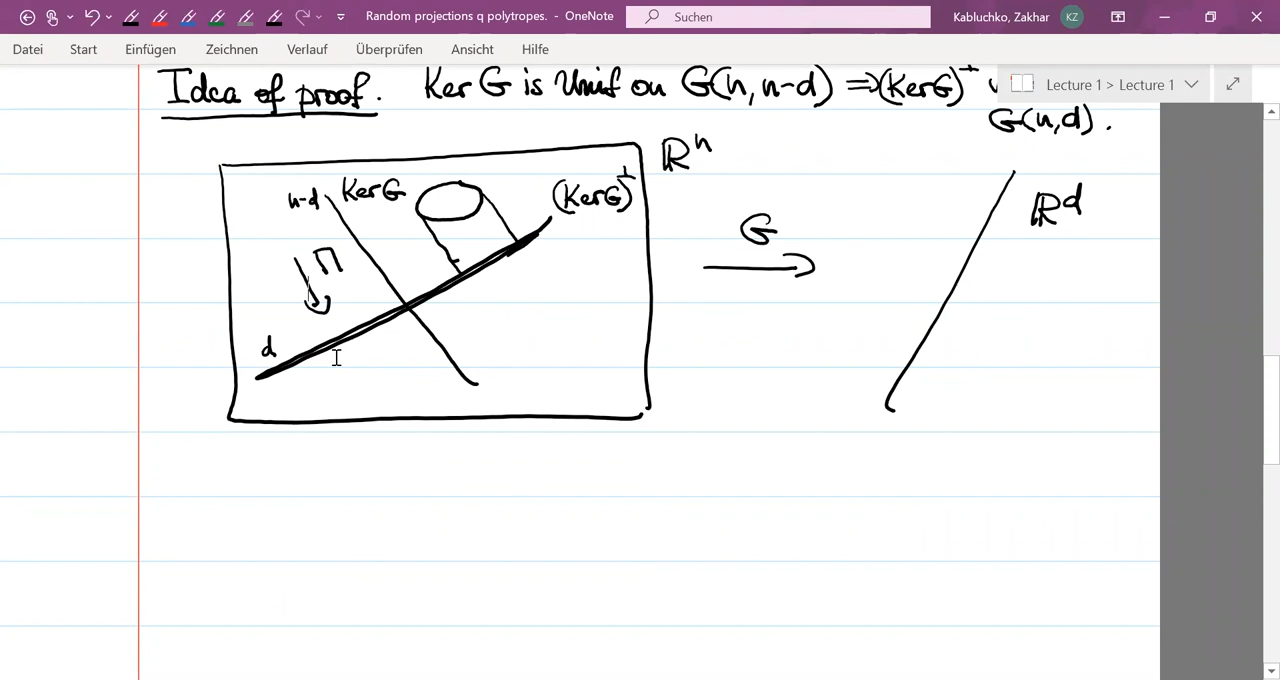 Random projections q polytropes. - OneNote
Suchen
Kabluchko, Zakhar
KZ
Datei Start Einfügen Zeichnen Verlauf Überprüfen Ansicht Hilfe
Lecture 1 > Lecture 1
Idea of proof. Ker G is Unif on G(n, n-d) ⇒ (Ker G)^⊥
G(n,d).
ℝ^n
n-d Ker G (Ker G)^⊥
ℝ^d
G
Π
d